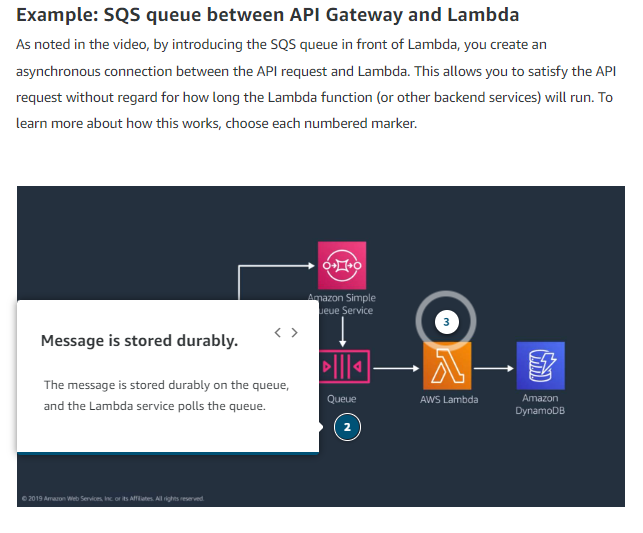 Example: SQS queue between API Gateway and Lambda
As noted in the video, by introducing the SQS queue in front of Lambda, you create an
asynchronous connection between the API request and Lambda. This allows you to satisfy the API
request without regard for how long the Lambda function (or other backend services) will run. To
learn more about how this works, choose each numbered marker.
Amazon Simple
ueue Service
3
Message is stored durably.
The message is stored durably on the queue,
and the Lambda service polls the queue.
Queue
AWS Lambda
Amazon
DynamoDB
2
© 2019 Amazon Web Services, Inc. or its Affiliates. All rights reserved.